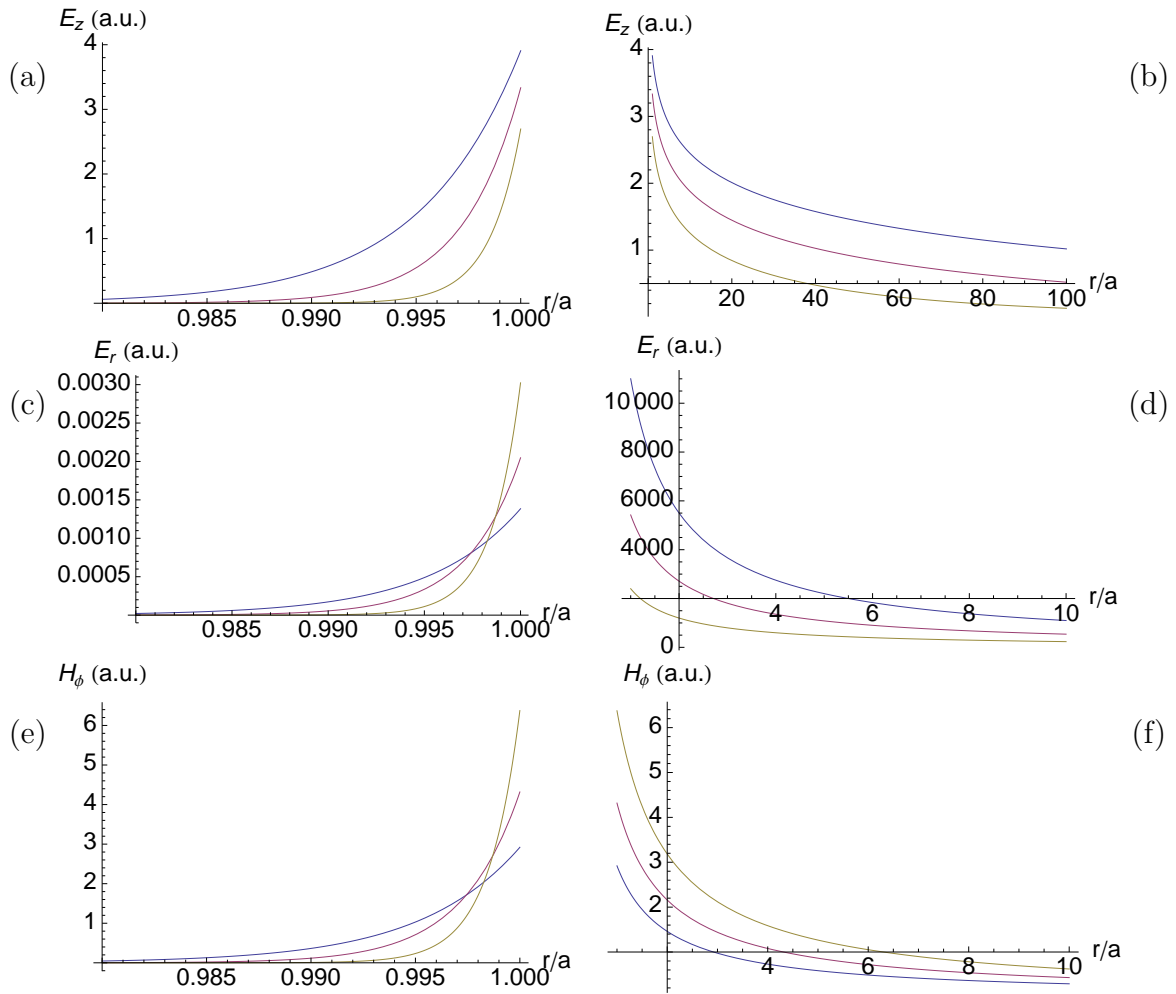 E_z (a.u.)
(a)
4
3
2
1
0.985 0.990 0.995 1.000 r/a
E_z (a.u.)
(b)
4
3
2
1
20 40 60 80 100 r/a
E_r (a.u.)
(c)
0.0030
0.0025
0.0020
0.0015
0.0010
0.0005
0.985 0.990 0.995 1.000 r/a
E_r (a.u.)
(d)
10 000
8000
6000
4000
0
2 4 6 8 10 r/a
H_ϕ (a.u.)
(e)
6
5
4
3
2
1
0.985 0.990 0.995 1.000 r/a
H_ϕ (a.u.)
(f)
6
5
4
3
2
1
4 6 8 10 r/a